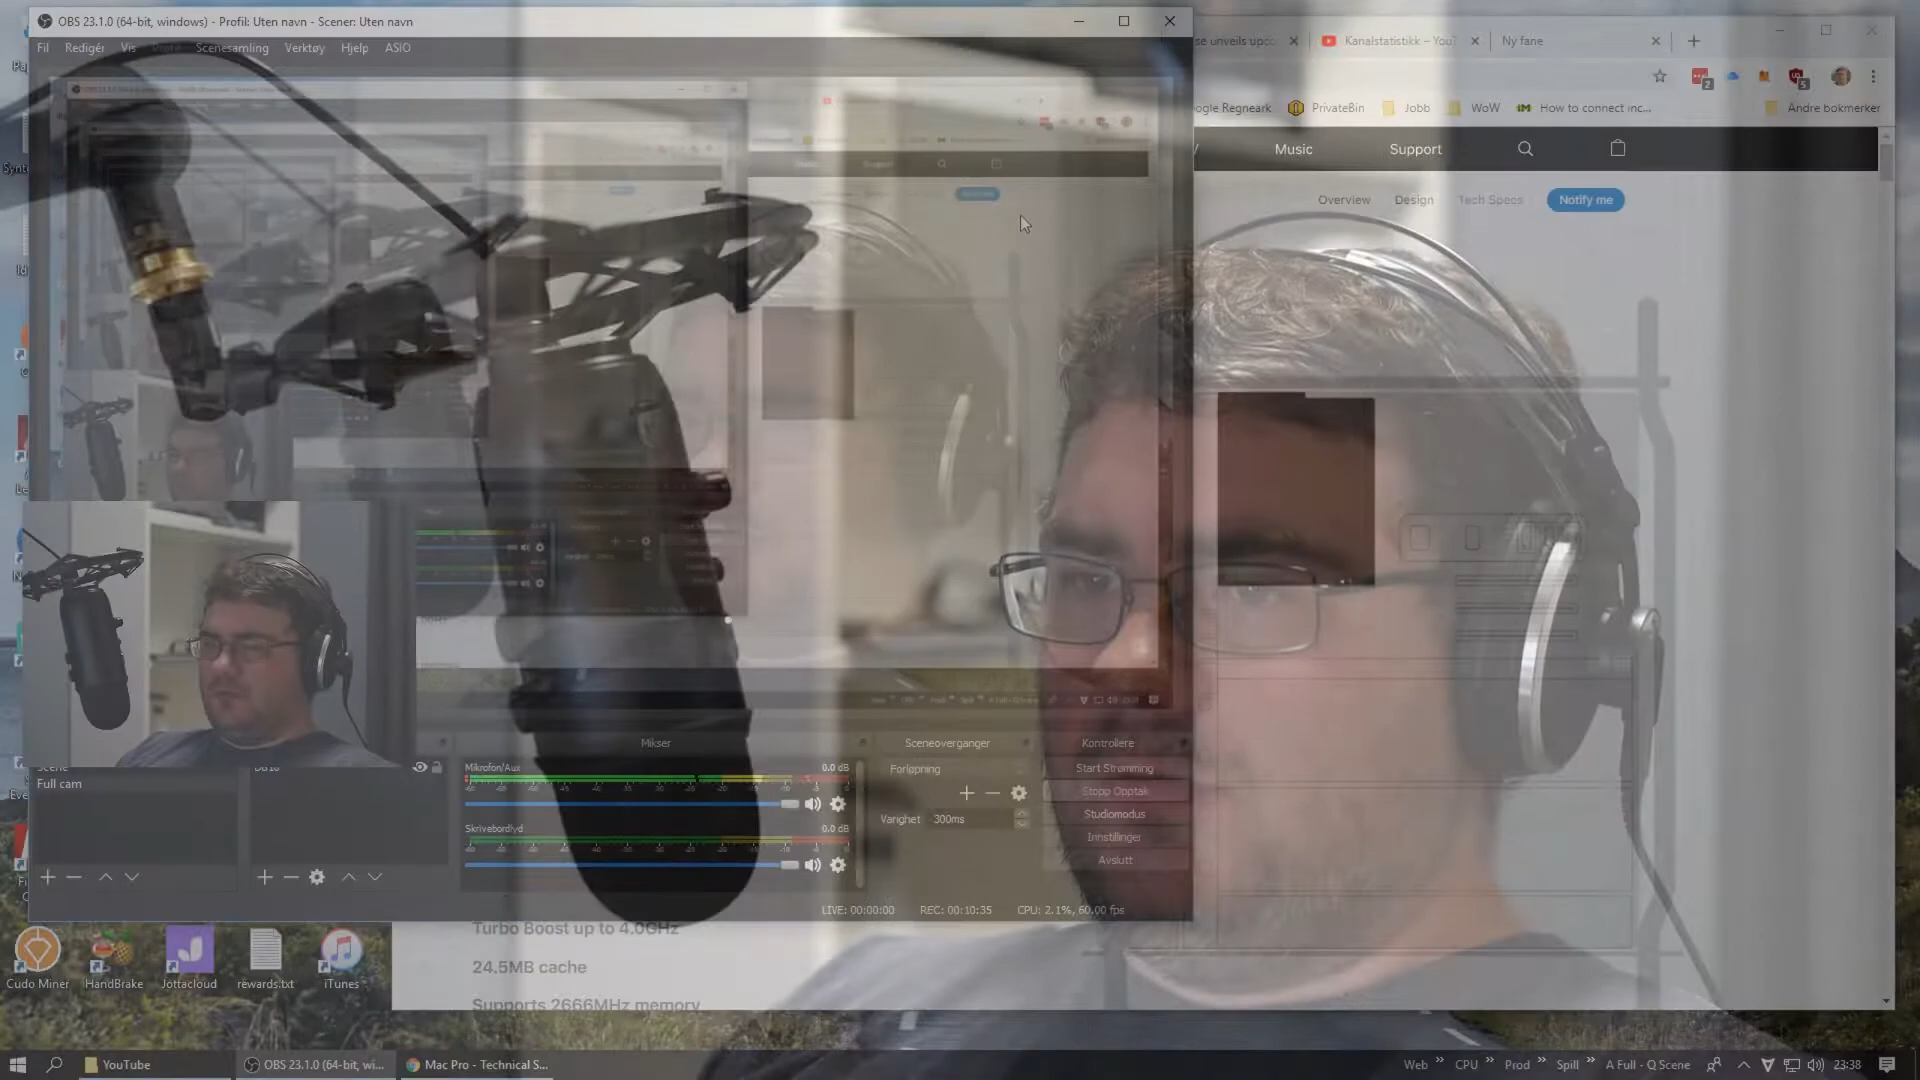 OBS 23.1.0 (64-bit, windows) - Profil: Uten navn - Scener: Uten navn
Fil Redigér Vis Profil Scenesamling Verktøy Hjelp ASIO
Kanalstatistikk – You
Ny fane
PrivateBin
Jobb
WoW
How to connect inc...
Andre bokmerker
Music
Support
Overview
Design
Tech Specs
Notify me
Mikser
Sceneoverganger
Kontrollere
Full cam
Mikrofon/Aux
0.0 dB
Skrivebordlyd
0.0 dB
Forløpning
Varighet
300ms
Start Strømming
Stopp Opptak
Studiomodus
Innstillinger
Avslutt
LIVE: 00:00:00
REC: 00:10:35
CPU: 2.1%, 60.00 fps
Turbo Boost up to 4.0GHz
24.5MB cache
Supports 2666MHz memory
Cudo Miner
HandBrake
Jottacloud
rewards.txt
iTunes
YouTube
OBS 23.1.0 (64-bit, wi...
Mac Pro - Technical S...
Web
CPU
Prod
Spill
A Full - Q Scene
23:38